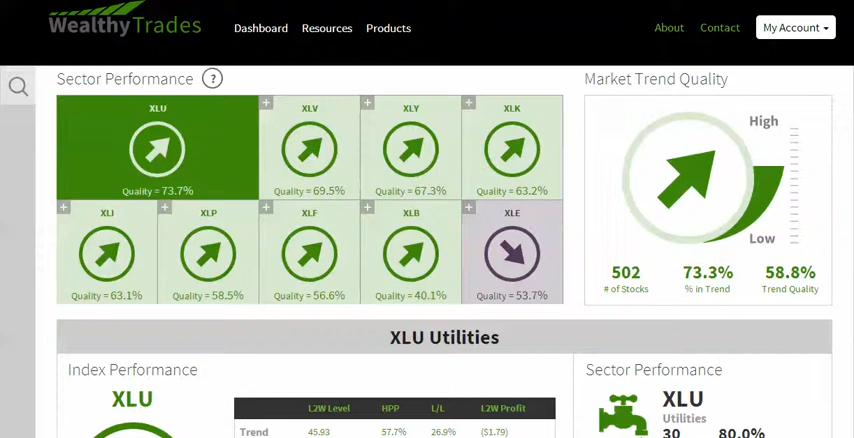 WealthyTrades
Dashboard Resources Products
About Contact My Account
Sector Performance ?
Market Trend Quality
XLU
+ XLV
+ XLY
+ XLK
Quality = 73.7%
Quality = 69.5%
Quality = 67.3%
Quality = 63.2%
+ XLI
+ XLP
+ XLF
+ XLB
+ XLE
Quality = 63.1%
Quality = 58.5%
Quality = 56.6%
Quality = 40.1%
Quality = 53.7%
High
Low
502 73.3% 58.8%
# of Stocks % in Trend Trend Quality
XLU Utilities
Index Performance
XLU
L2W Level HPP L/L L2W Profit
Trend 45.93 57.7% 26.9% ($1.79)
Sector Performance
XLU
Utilities
30 80.0%